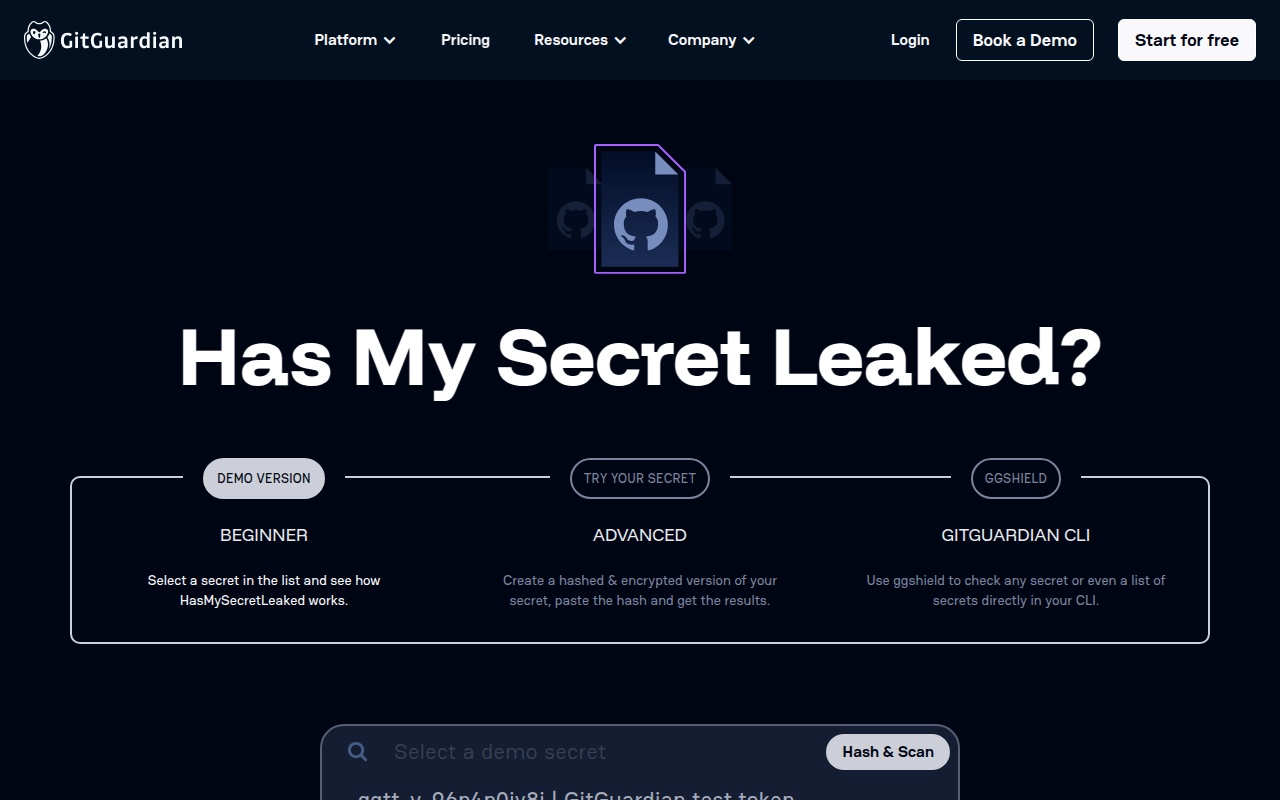 GitGuardian
Platform
Pricing
Resources
Company
Login
Book a Demo
Start for free
Has My Secret Leaked?
DEMO VERSION
BEGINNER
Select a secret in the list and see how
HasMySecretLeaked works.
TRY YOUR SECRET
ADVANCED
Create a hashed & encrypted version of your
secret, paste the hash and get the results.
GGSHIELD
GITGUARDIAN CLI
Use ggshield to check any secret or even a list of
secrets directly in your CLI.
Select a demo secret
Hash & Scan
GitGuardian test token